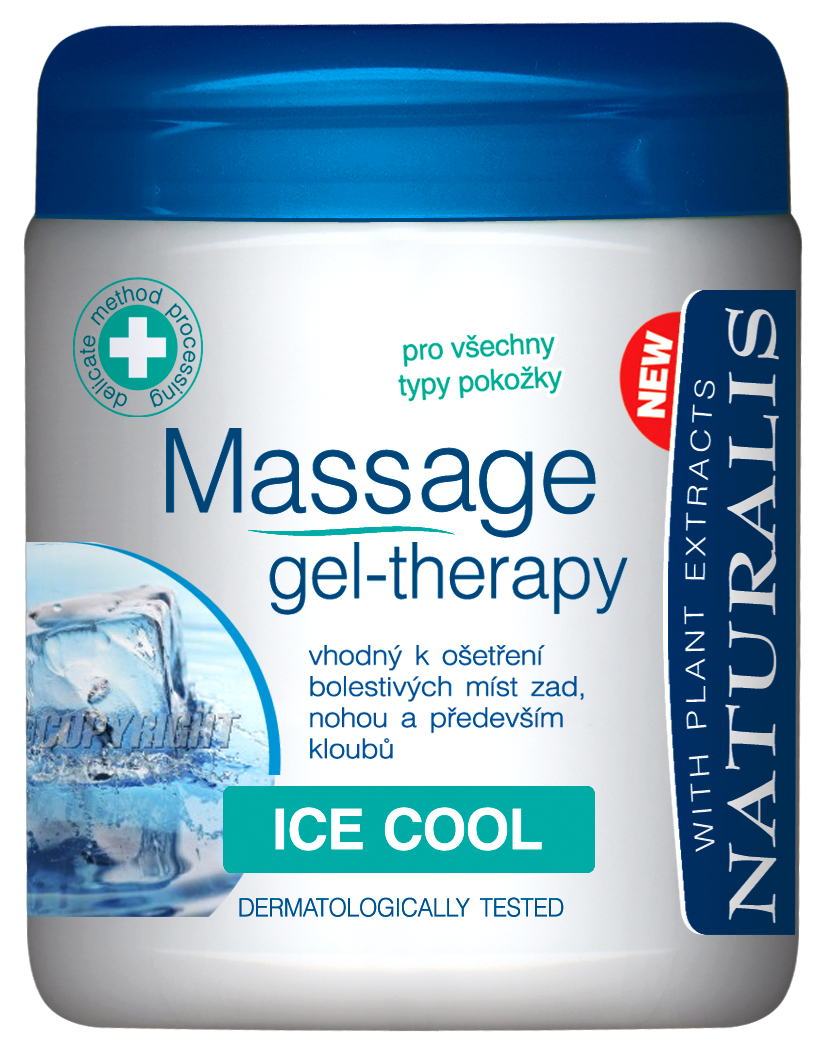 delicate method processing
pro všechny
typy pokožky
NEW
Massage
gel-therapy
vhodný k ošetření
bolestivých míst zad,
nohou a především
kloubů
©COPYRIGHT
ICE COOL
DERMATOLOGICALLY TESTED
WITH PLANT EXTRACTS
NATURALIS